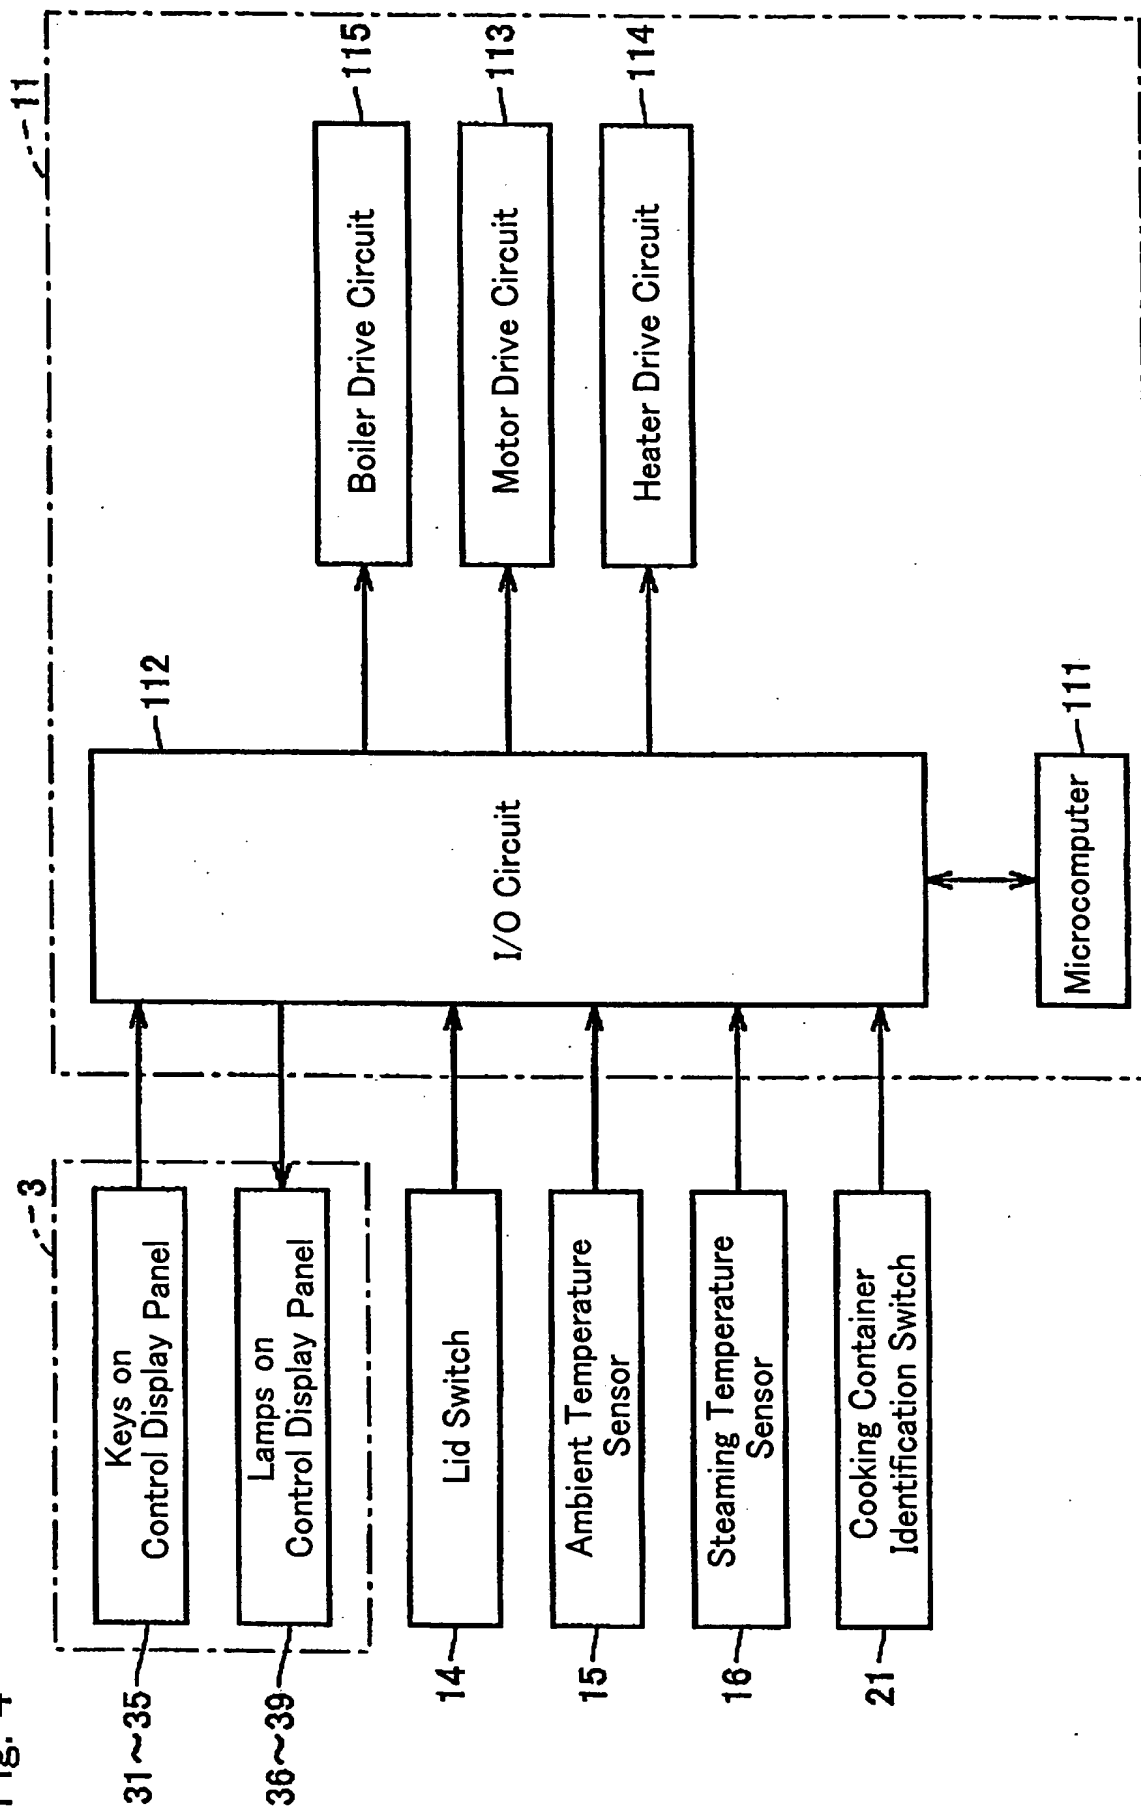 Fig. 4
3
11
31~35
Keys on
Control Display Panel
36~39
Lamps on
Control Display Panel
14
Lid Switch
15
Ambient Temperature
Sensor
16
Steaming Temperature
Sensor
21
Cooking Container
Identification Switch
112
I/O Circuit
111
Microcomputer
115
Boiler Drive Circuit
113
Motor Drive Circuit
114
Heater Drive Circuit